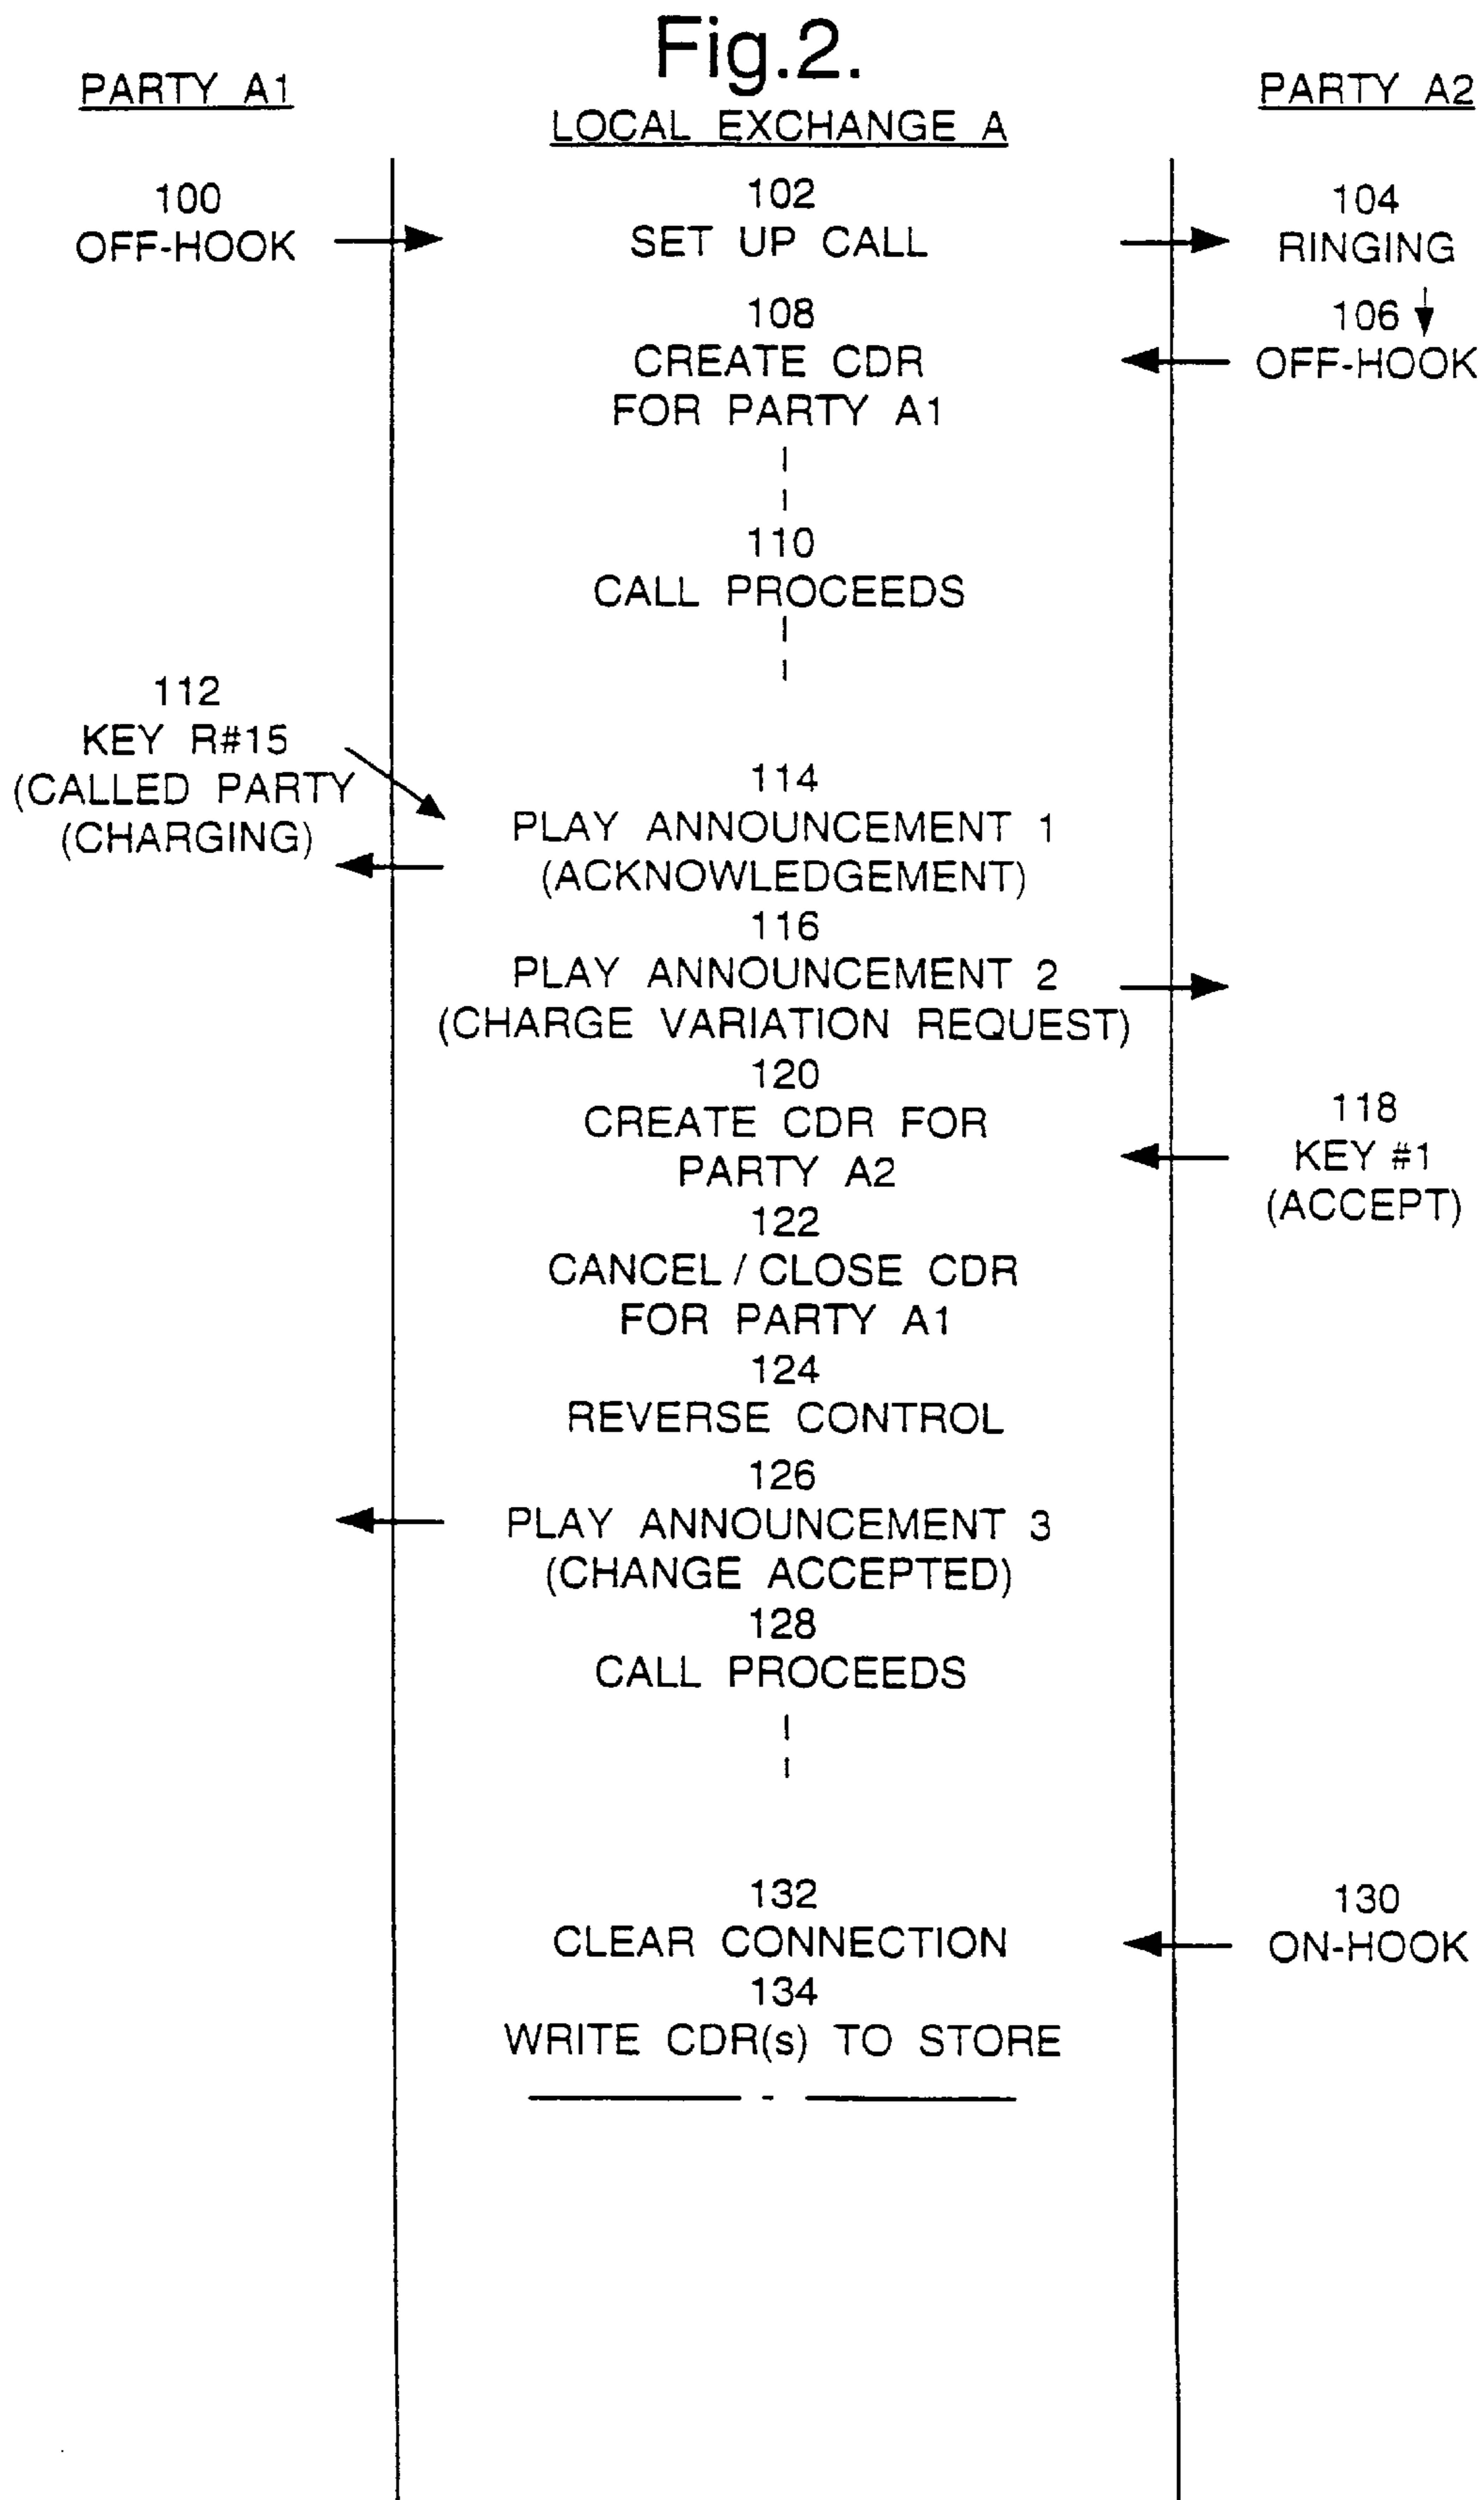 Fig.2.
PARTY A1
LOCAL EXCHANGE A
PARTY A2
100
OFF-HOOK
102
SET UP CALL
104
RINGING
106
OFF-HOOK
108
CREATE CDR
FOR PARTY A1
110
CALL PROCEEDS
112
KEY R#15
(CALLED PARTY
(CHARGING)
114
PLAY ANNOUNCEMENT 1
(ACKNOWLEDGEMENT)
116
PLAY ANNOUNCEMENT 2
(CHARGE VARIATION REQUEST)
118
KEY #1
(ACCEPT)
120
CREATE CDR FOR
PARTY A2
122
CANCEL / CLOSE CDR
FOR PARTY A1
124
REVERSE CONTROL
126
PLAY ANNOUNCEMENT 3
(CHANGE ACCEPTED)
128
CALL PROCEEDS
130
ON-HOOK
132
CLEAR CONNECTION
134
WRITE CDR(s) TO STORE